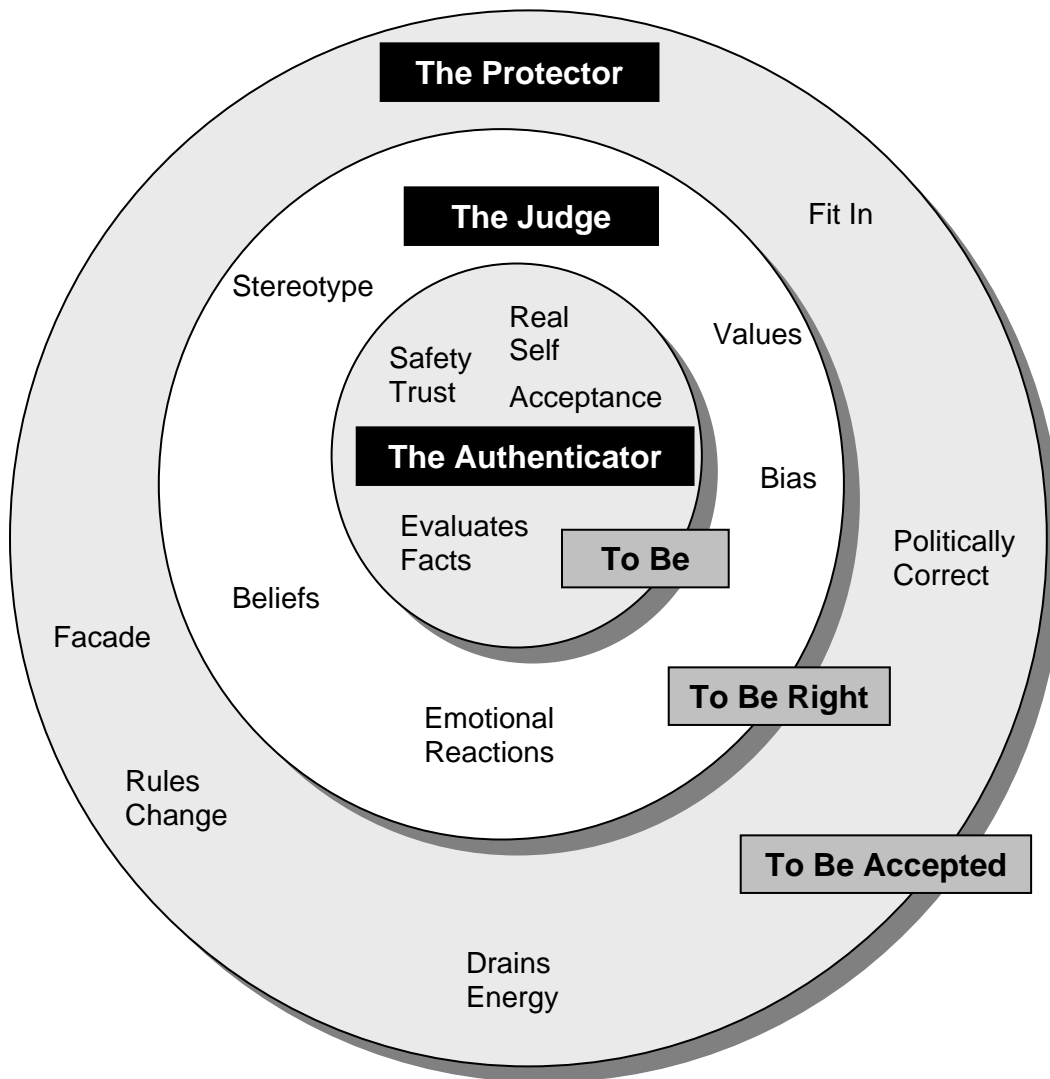 The Protector
The Judge
Fit In
Stereotype
Real
Self
Values
Safety
Trust
Acceptance
The Authenticator
Bias
Evaluates
Facts
To Be
Politically
Correct
Beliefs
Facade
To Be Right
Emotional
Reactions
Rules
Change
To Be Accepted
Drains
Energy